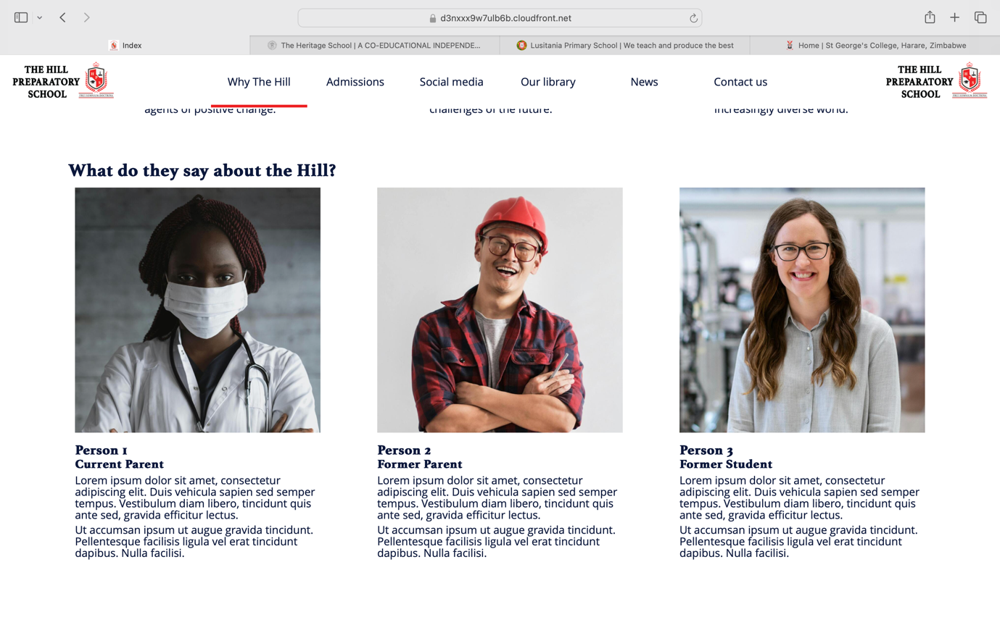 d3nxxx9w7ulb6b.cloudfront.net
Index
The Heritage School | A CO-EDUCATIONAL INDEPENDE...
Lusitania Primary School | We teach and produce the best
Home | St George's College, Harare, Zimbabwe
THE HILL
PREPARATORY
SCHOOL
Why The Hill
Admissions
Social media
Our library
News
Contact us
THE HILL
PREPARATORY
SCHOOL
agents of positive change.
challenges of the future.
increasingly diverse world.
What do they say about the Hill?
Person 1
Current Parent
Lorem ipsum dolor sit amet, consectetur
adipiscing elit. Duis vehicula sapien sed semper
tempus. Vestibulum diam libero, tincidunt quis
ante sed, gravida efficitur lectus.
Ut accumsan ipsum ut augue gravida tincidunt.
Pellentesque facilisis ligula vel erat tincidunt
dapibus. Nulla facilisi.
Person 2
Former Parent
Lorem ipsum dolor sit amet, consectetur
adipiscing elit. Duis vehicula sapien sed semper
tempus. Vestibulum diam libero, tincidunt quis
ante sed, gravida efficitur lectus.
Ut accumsan ipsum ut augue gravida tincidunt.
Pellentesque facilisis ligula vel erat tincidunt
dapibus. Nulla facilisi.
Person 3
Former Student
Lorem ipsum dolor sit amet, consectetur
adipiscing elit. Duis vehicula sapien sed semper
tempus. Vestibulum diam libero, tincidunt quis
ante sed, gravida efficitur lectus.
Ut accumsan ipsum ut augue gravida tincidunt.
Pellentesque facilisis ligula vel erat tincidunt
dapibus. Nulla facilisi.